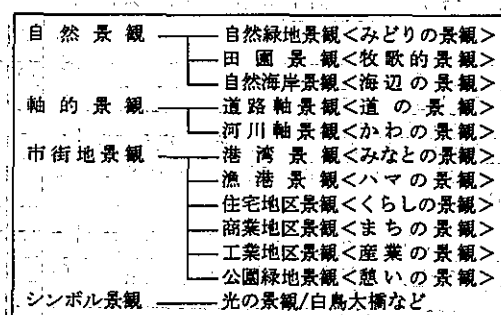 自然景観 自然緑地景観<みどりの景観>
田園景観<牧歌的景観>
自然海岸景観<海辺の景観>
軸的景観 道路軸景観<道の景観>
河川軸景観<かわの景観>
市街地景観 港湾景観<みなとの景観>
漁港景観<ハマの景観>
住宅地区景観<くらしの景観>
商業地区景観<まちの景観>
工業地区景観<産業の景観>
公園緑地景観<憩いの景観>
シンボル景観 光の景観/白鳥大橋など